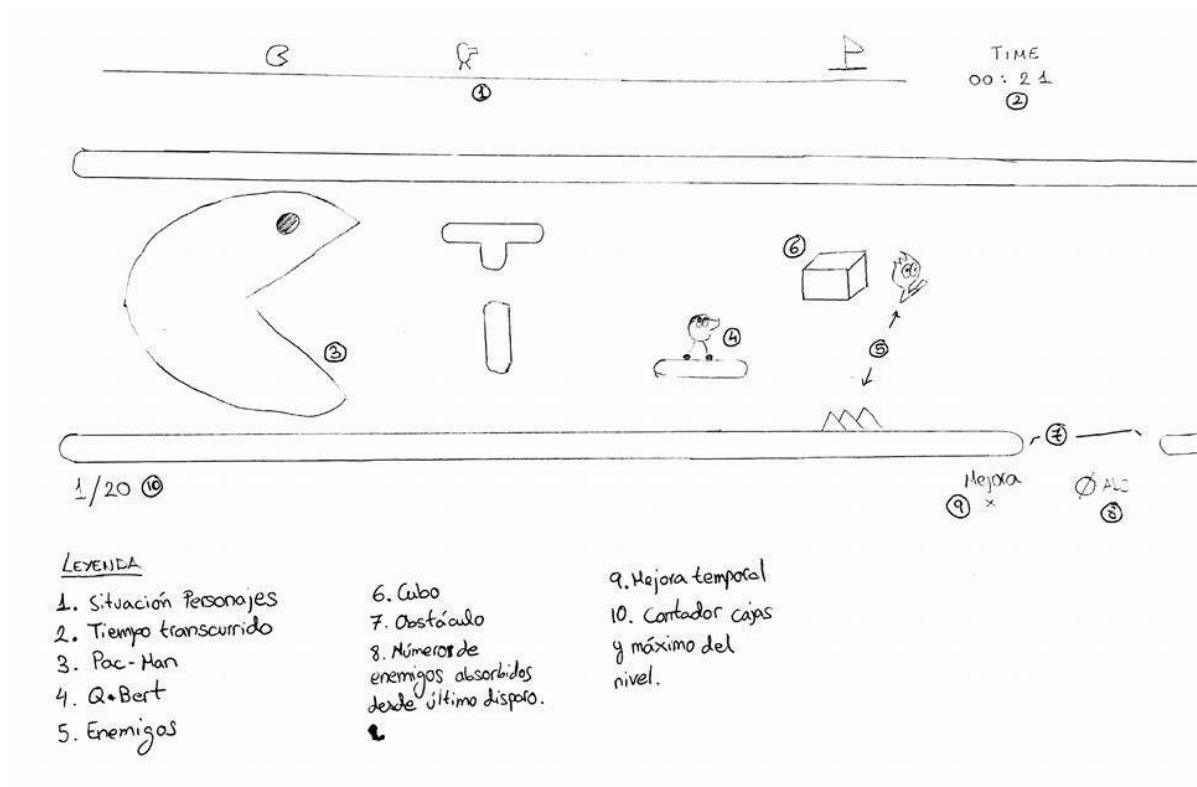 TIME
00:21
1
2
6
3
4
5
7
1/20 10
Mejora
9 x
8
LEYENDA
1. Situación Personajes
2. Tiempo transcurrido
3. Pac-Man
4. Q*Bert
5. Enemigos
6. Cubo
7. Obstáculo
8. Números de
enemigos absorbidos
desde último disparo.
9. Mejora temporal
10. Contador cajas
y máximo del
nivel.